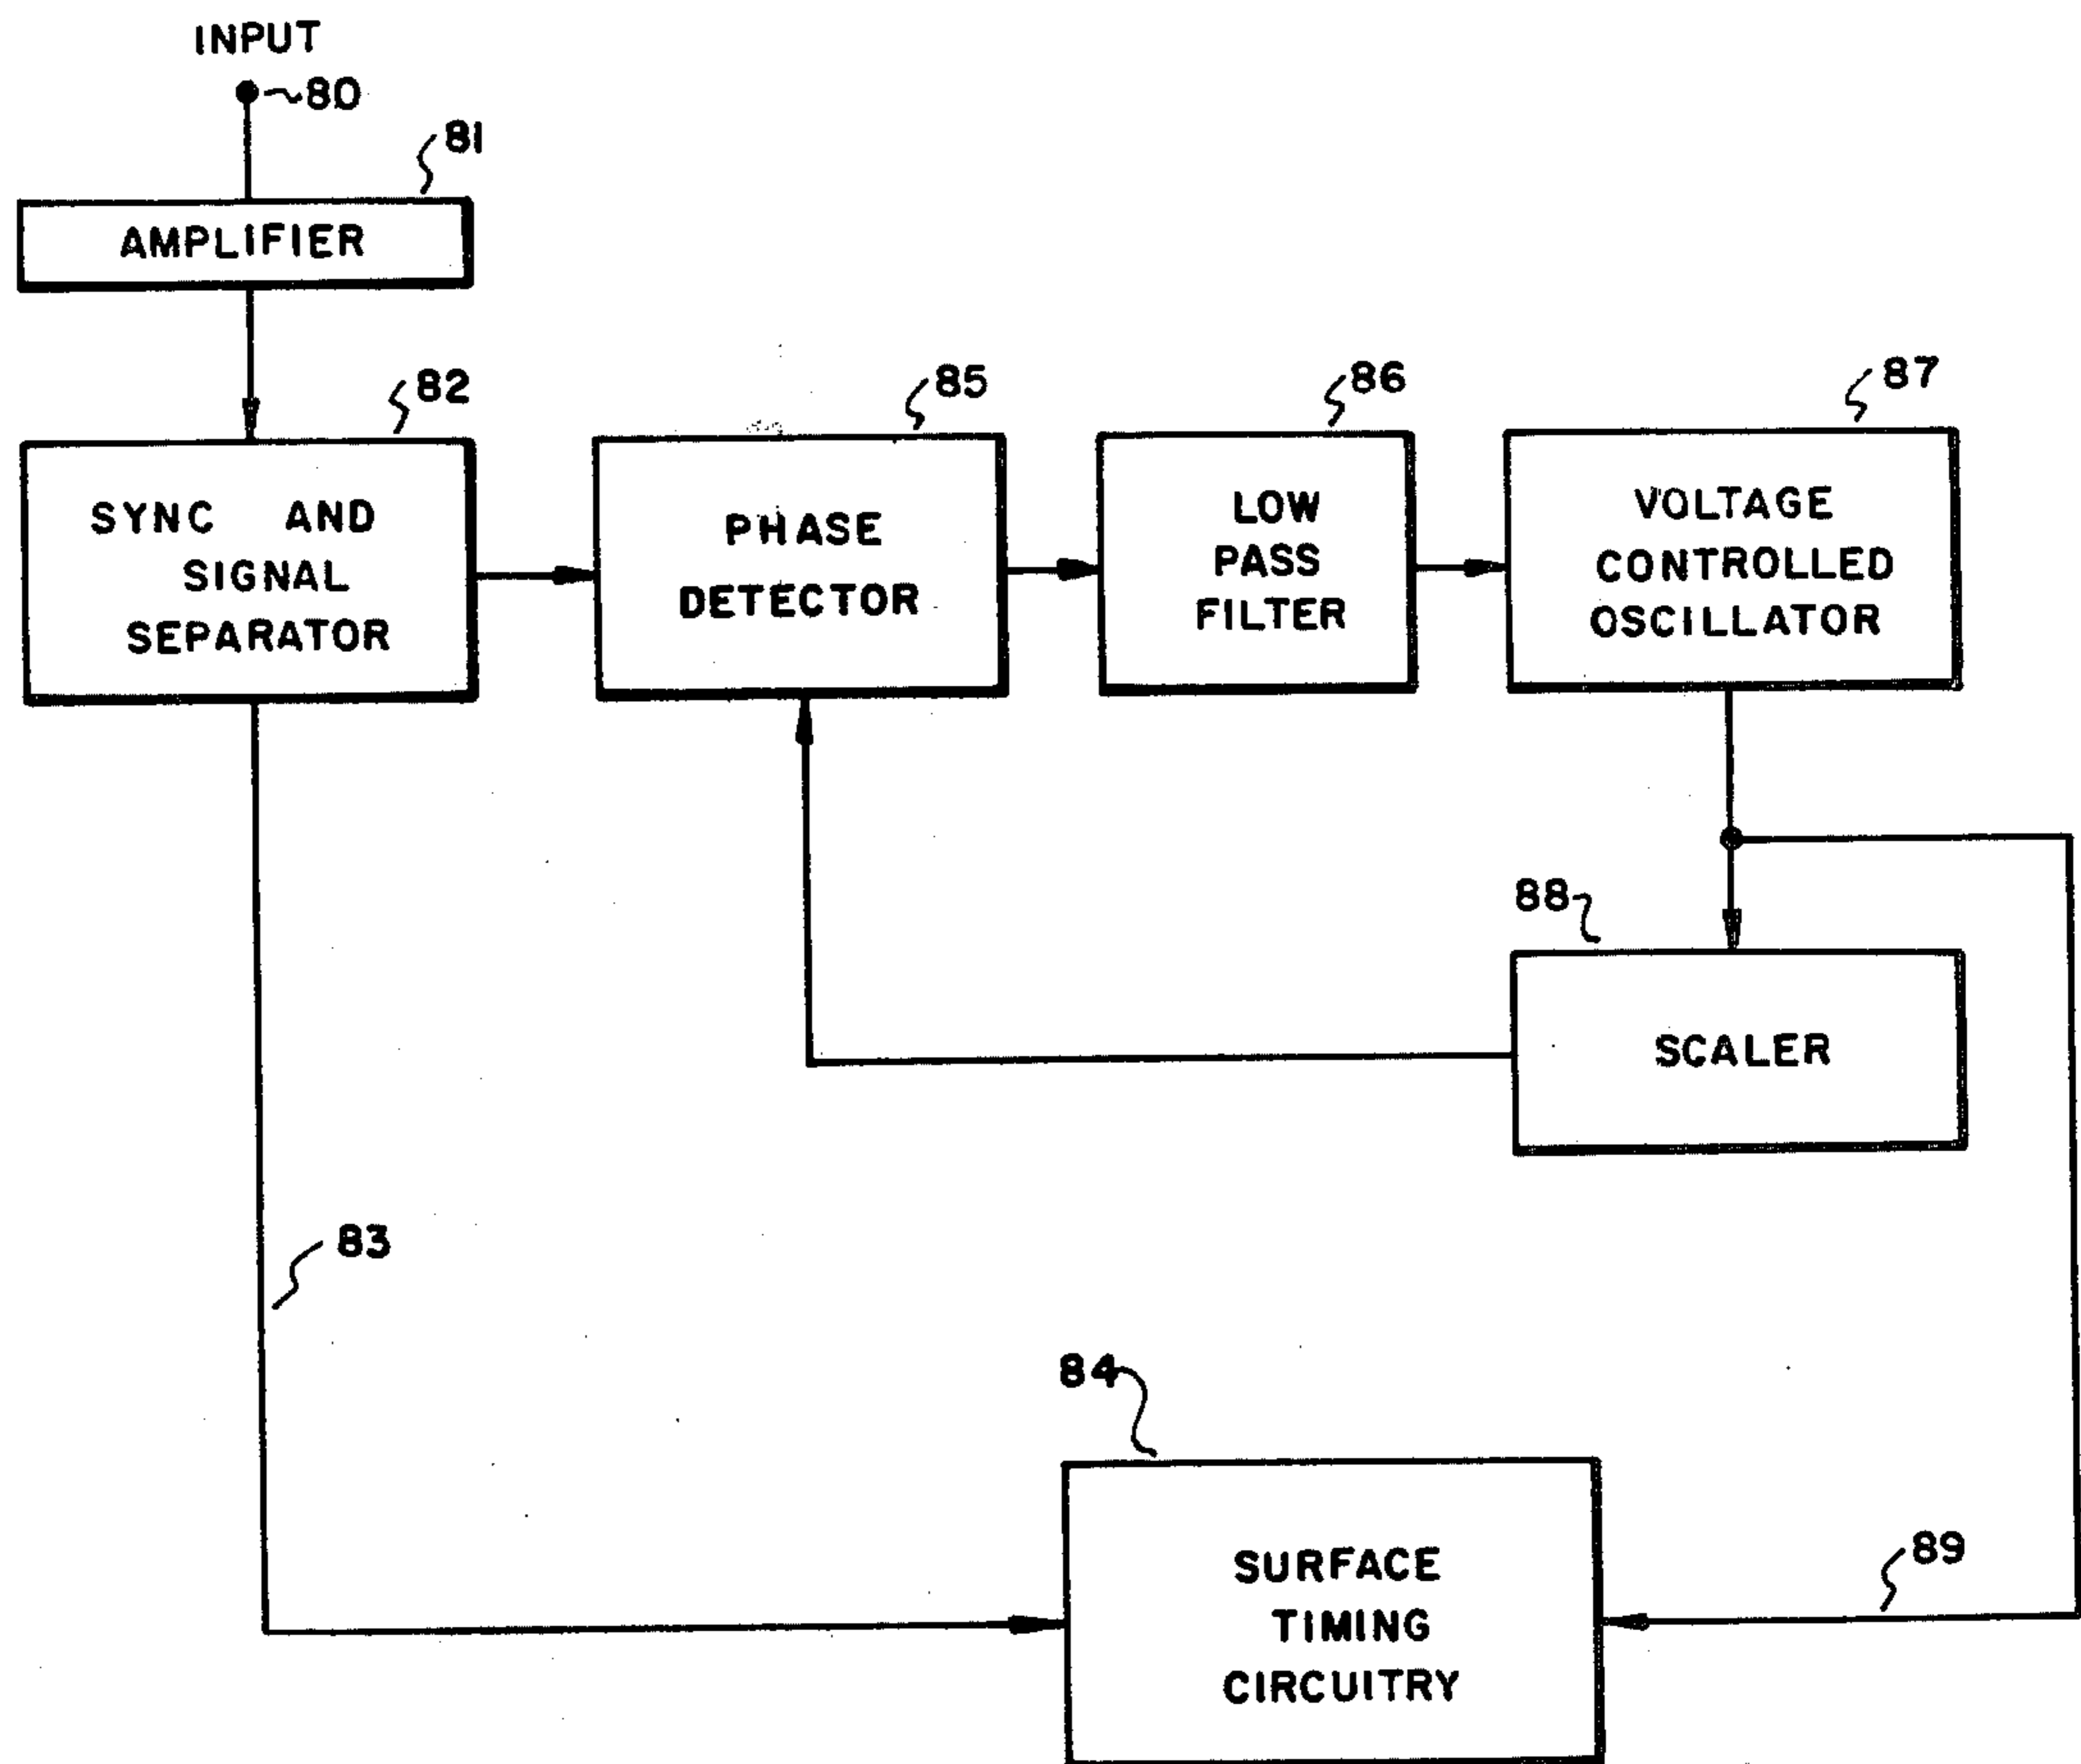 INPUT
80
81
AMPLIFIER
82
SYNC AND
SIGNAL
SEPARATOR
85
PHASE
DETECTOR
86
LOW
PASS
FILTER
87
VOLTAGE
CONTROLLED
OSCILLATOR
88
SCALER
83
84
SURFACE
TIMING
CIRCUITRY
89